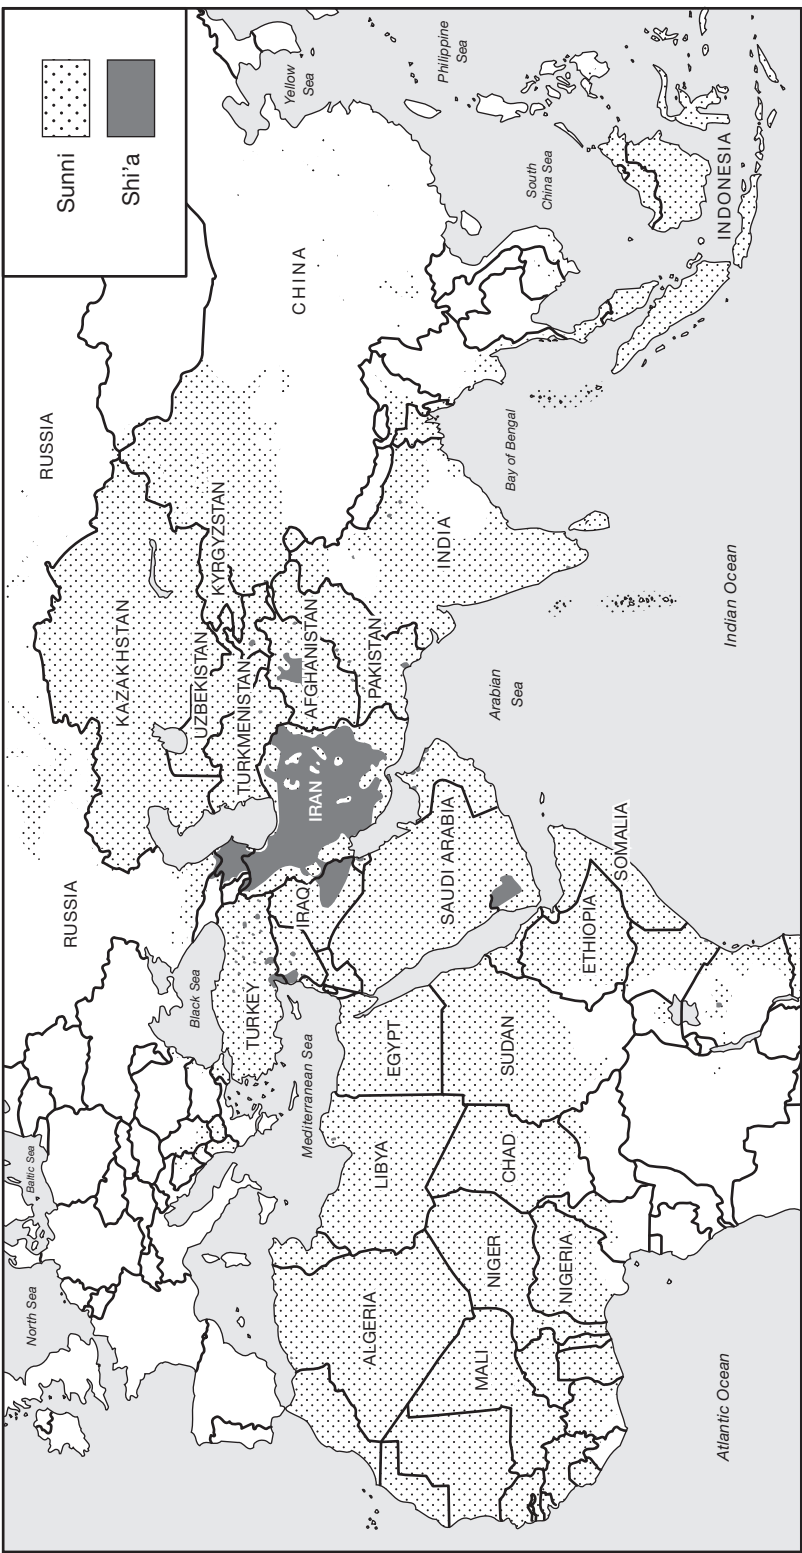 Sunni
Shi'a
RUSSIA
RUSSIA
KAZAKHSTAN
UZBEKISTAN
KYRGYZSTAN
TURKMENISTAN
AFGHANISTAN
PAKISTAN
IRAN
IRAQ
TURKEY
SAUDI ARABIA
CHINA
INDIA
INDONESIA
EGYPT
LIBYA
ALGERIA
SUDAN
CHAD
NIGER
MALI
NIGERIA
ETHIOPIA
SOMALIA
North Sea
Baltic Sea
Black Sea
Mediterranean Sea
Atlantic Ocean
Arabian
Sea
Indian Ocean
Bay of Bengal
South
China Sea
Philippine
Sea
Yellow
Sea